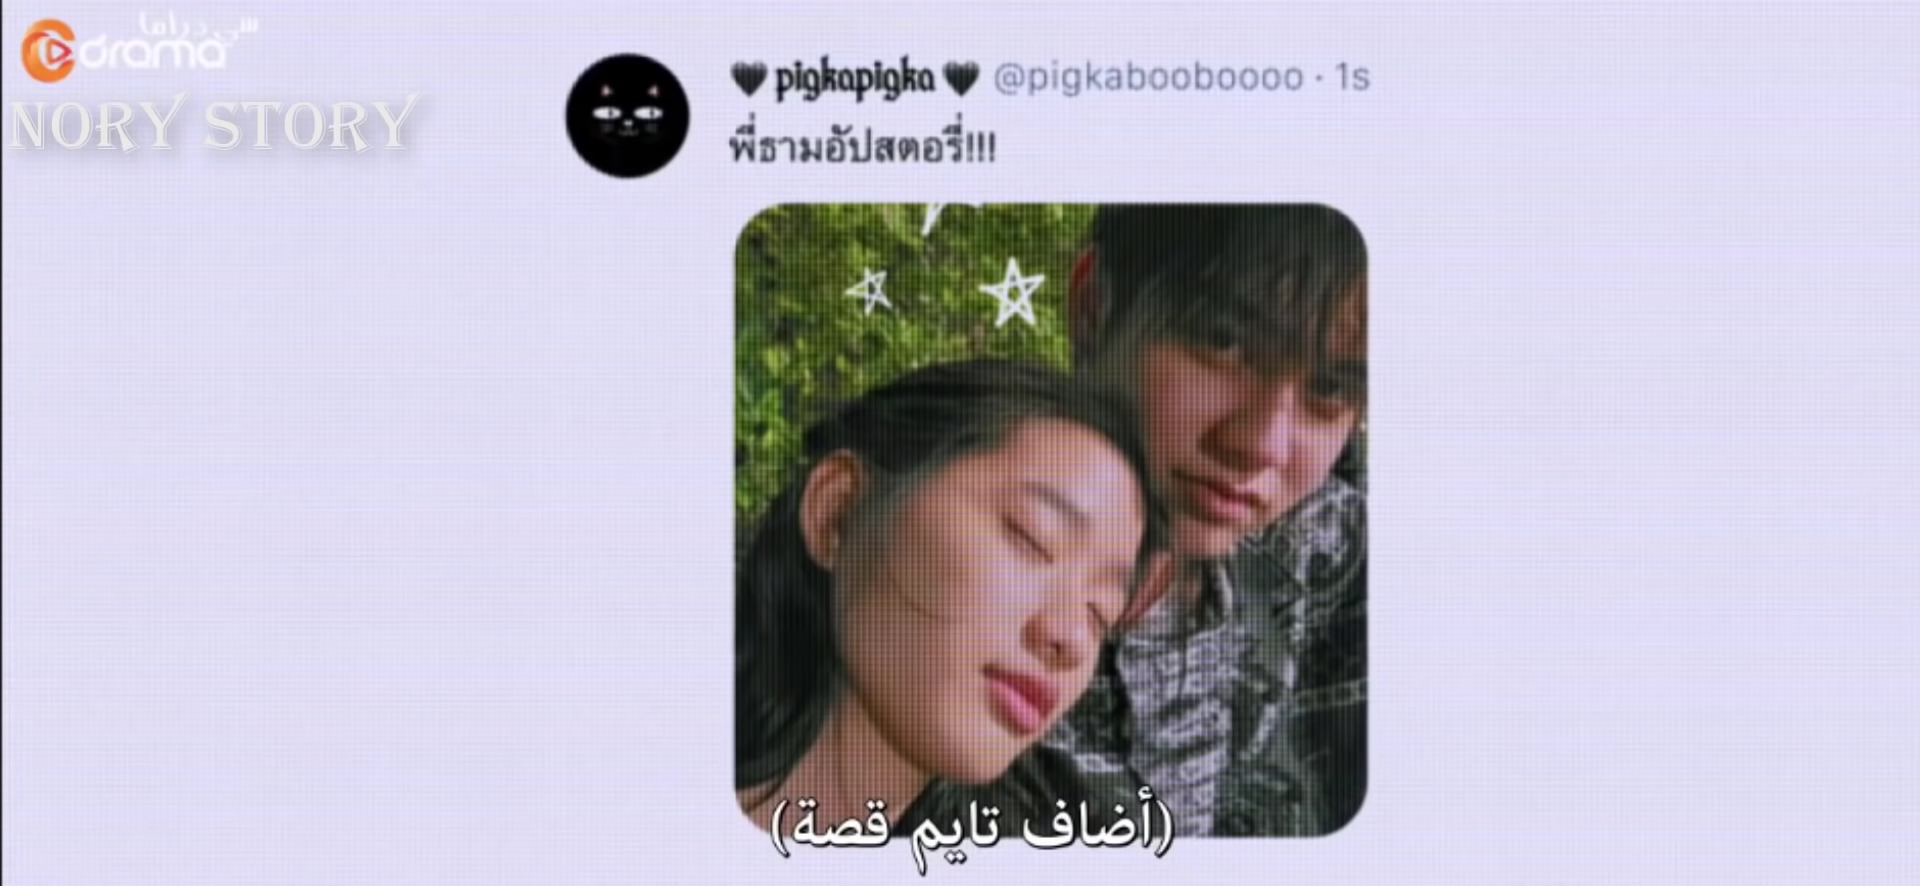 سي دراما
drama
NORY STORY
🖤 pigkapigka 🖤 @pigkabooboooo · 1s
พี่ธามอัปสตอรี่!!!
(أضاف تايم قصة)